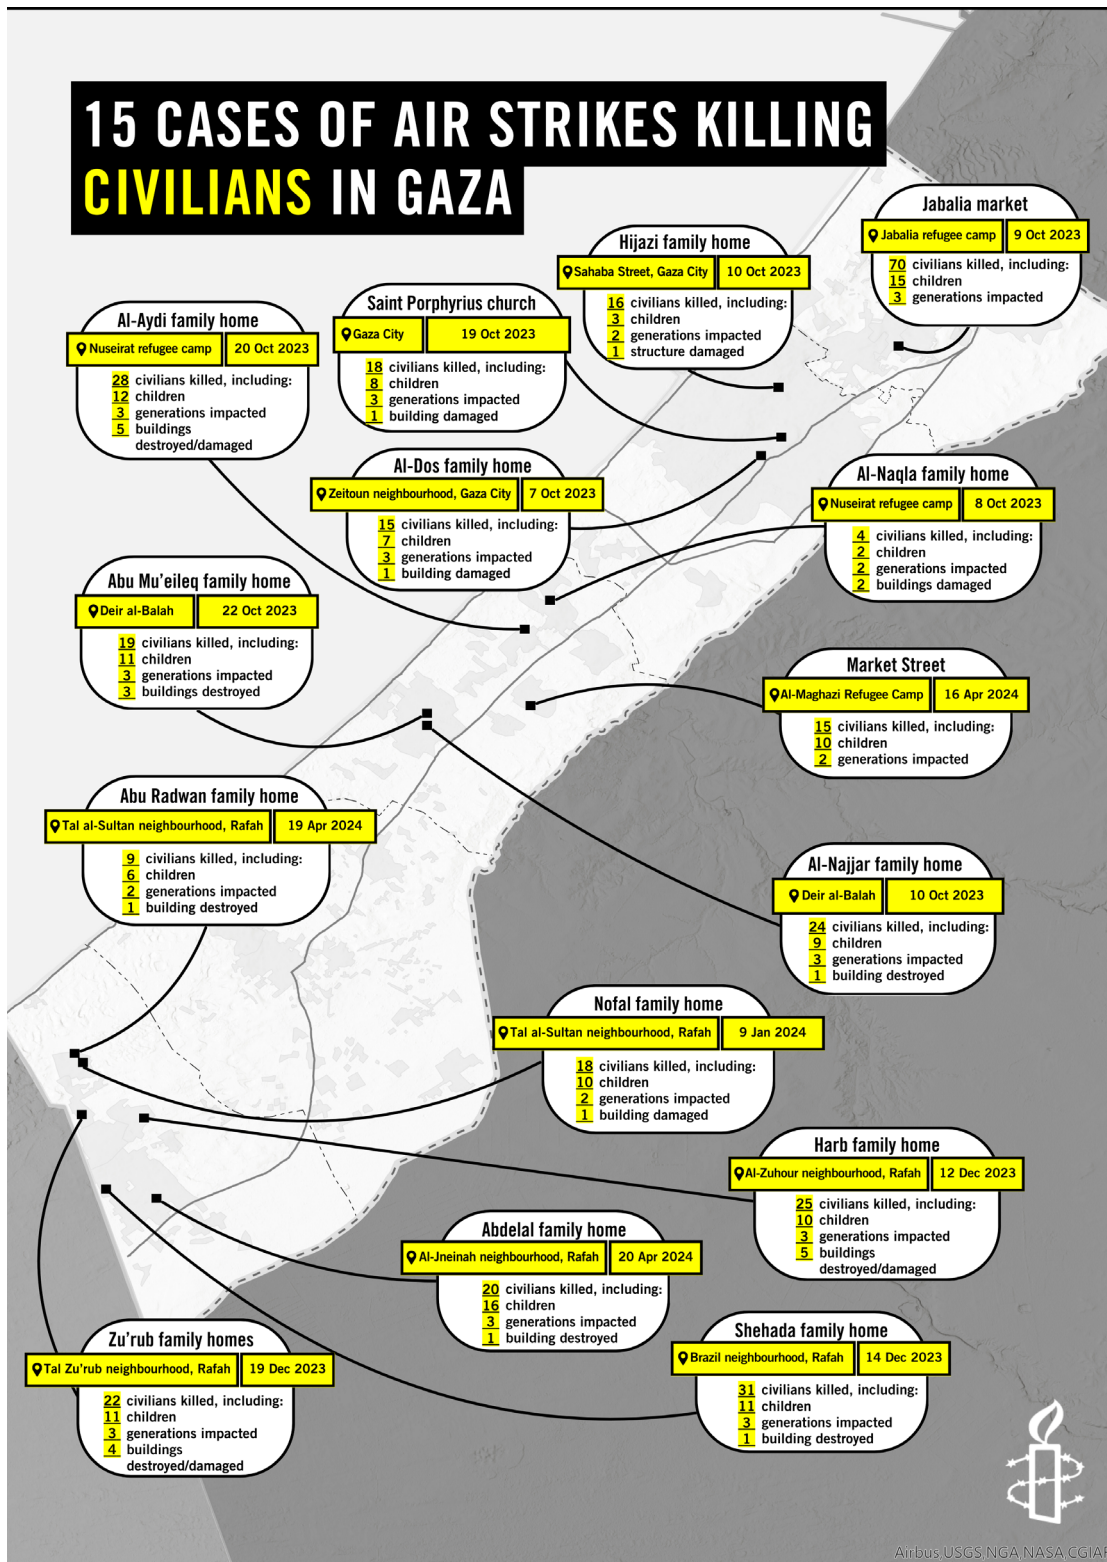 15 CASES OF AIR STRIKES KILLING
CIVILIANS IN GAZA
Jabalia market
Jabalia refugee camp 9 Oct 2023
70 civilians killed, including:
15 children
3 generations impacted
Hijazi family home
Sahaba Street, Gaza City 10 Oct 2023
16 civilians killed, including:
3 children
2 generations impacted
1 structure damaged
Saint Porphyrius church
Gaza City 19 Oct 2023
18 civilians killed, including:
8 children
3 generations impacted
1 building damaged
Al-Aydi family home
Nuseirat refugee camp 20 Oct 2023
28 civilians killed, including:
12 children
3 generations impacted
5 buildings
destroyed/damaged
Al-Dos family home
Zeitoun neighbourhood, Gaza City 7 Oct 2023
15 civilians killed, including:
7 children
3 generations impacted
1 building damaged
Al-Naqla family home
Nuseirat refugee camp 8 Oct 2023
4 civilians killed, including:
2 children
2 generations impacted
2 buildings damaged
Abu Mu'eileq family home
Deir al-Balah 22 Oct 2023
19 civilians killed, including:
11 children
3 generations impacted
3 buildings destroyed
Market Street
Al-Maghazi Refugee Camp 16 Apr 2024
15 civilians killed, including:
10 children
2 generations impacted
Abu Radwan family home
Tal al-Sultan neighbourhood, Rafah 19 Apr 2024
9 civilians killed, including:
6 children
2 generations impacted
1 building destroyed
Al-Najjar family home
Deir al-Balah 10 Oct 2023
24 civilians killed, including:
9 children
3 generations impacted
1 building destroyed
Nofal family home
Tal al-Sultan neighbourhood, Rafah 9 Jan 2024
18 civilians killed, including:
10 children
2 generations impacted
1 building damaged
Harb family home
Al-Zuhour neighbourhood, Rafah 12 Dec 2023
25 civilians killed, including:
10 children
3 generations impacted
5 buildings
destroyed/damaged
Abdelal family home
Al-Jneinah neighbourhood, Rafah 20 Apr 2024
20 civilians killed, including:
16 children
3 generations impacted
1 building destroyed
Shehada family home
Brazil neighbourhood, Rafah 14 Dec 2023
31 civilians killed, including:
11 children
3 generations impacted
1 building destroyed
Zu'rub family homes
Tal Zu'rub neighbourhood, Rafah 19 Dec 2023
22 civilians killed, including:
11 children
3 generations impacted
4 buildings
destroyed/damaged
Airbus,USGS,NGA,NASA,CGIAR